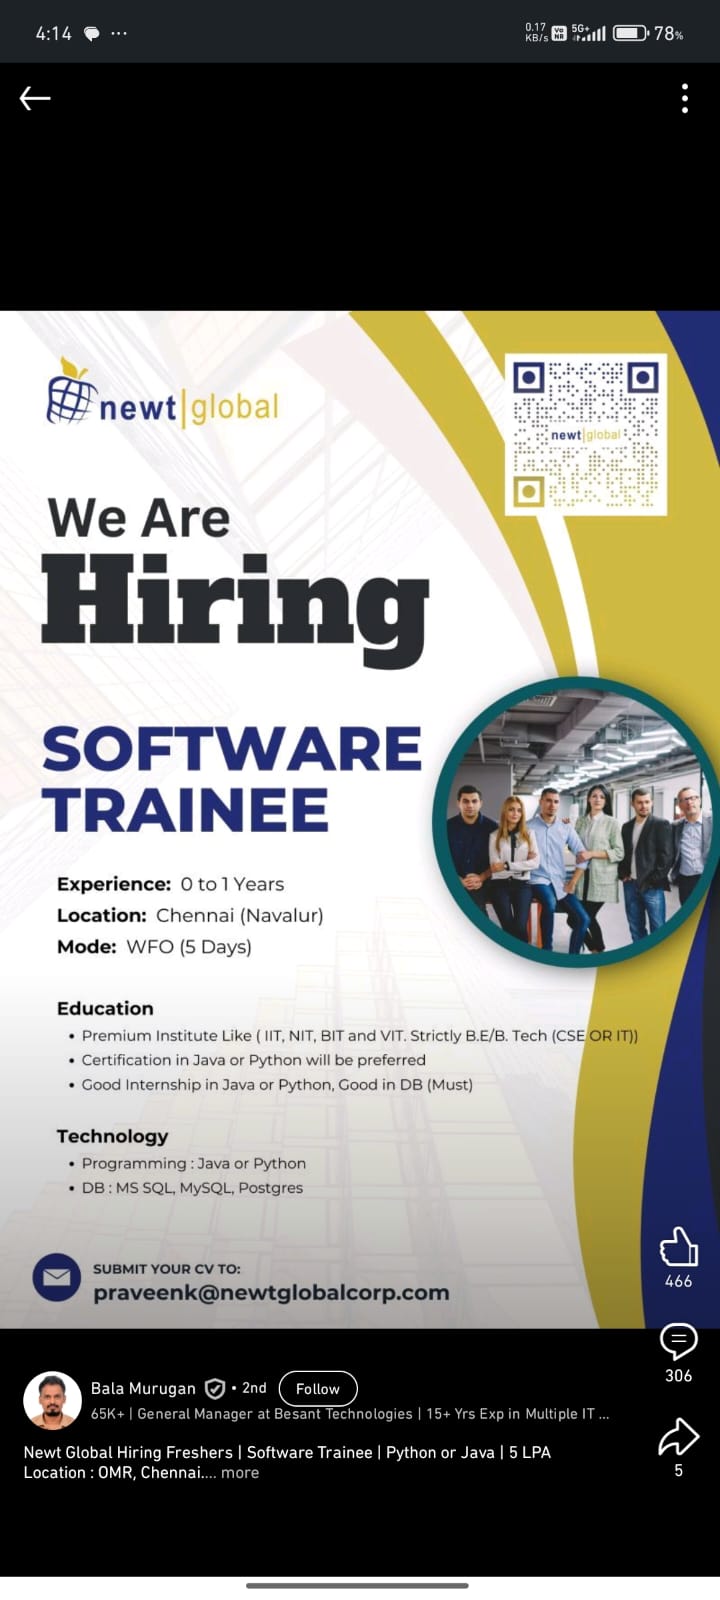 4:14 ...
0.17 KB/s Vo NR 5G+ 78%
newt|global
newt|global
We Are
Hiring
SOFTWARE
TRAINEE
Experience: 0 to 1 Years
Location: Chennai (Navalur)
Mode: WFO (5 Days)
Education
• Premium Institute Like ( IIT, NIT, BIT and VIT. Strictly B.E/B. Tech (CSE OR IT))
• Certification in Java or Python will be preferred
• Good Internship in Java or Python, Good in DB (Must)
Technology
• Programming : Java or Python
• DB : MS SQL, MySQL, Postgres
SUBMIT YOUR CV TO:
praveenk@newtglobalcorp.com
466
306
5
Bala Murugan • 2nd Follow
65K+ | General Manager at Besant Technologies | 15+ Yrs Exp in Multiple IT ...
Newt Global Hiring Freshers | Software Trainee | Python or Java | 5 LPA
Location : OMR, Chennai.... more